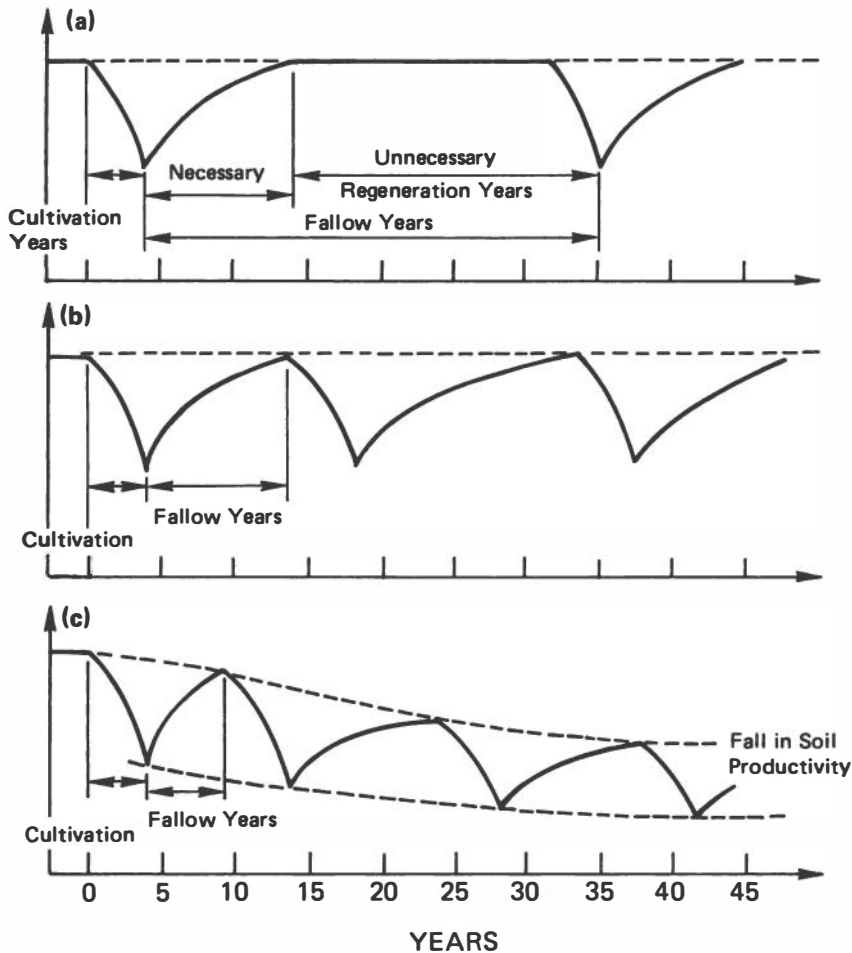 (a)
Necessary
Unnecessary
Regeneration Years
Cultivation
Years
Fallow Years
(b)
Fallow Years
Cultivation
(c)
Fall in Soil
Productivity
Fallow Years
Cultivation
0 5 10 15 20 25 30 35 40 45
YEARS